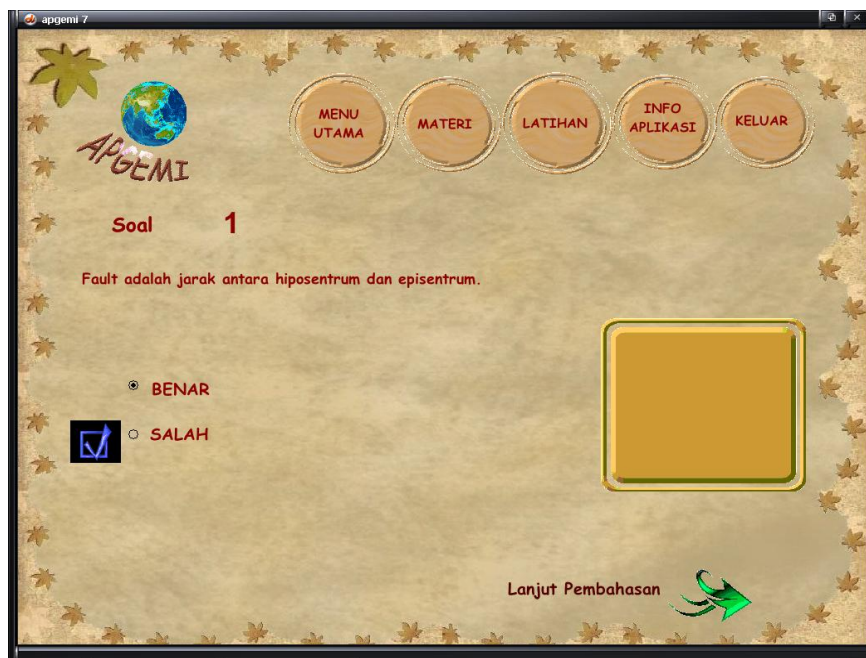 apgemi 7
APGEMI
MENU
UTAMA
MATERI
LATIHAN
INFO
APLIKASI
KELUAR
Soal 1
Fault adalah jarak antara hiposentrum dan episentrum.
BENAR
SALAH
Lanjut Pembahasan